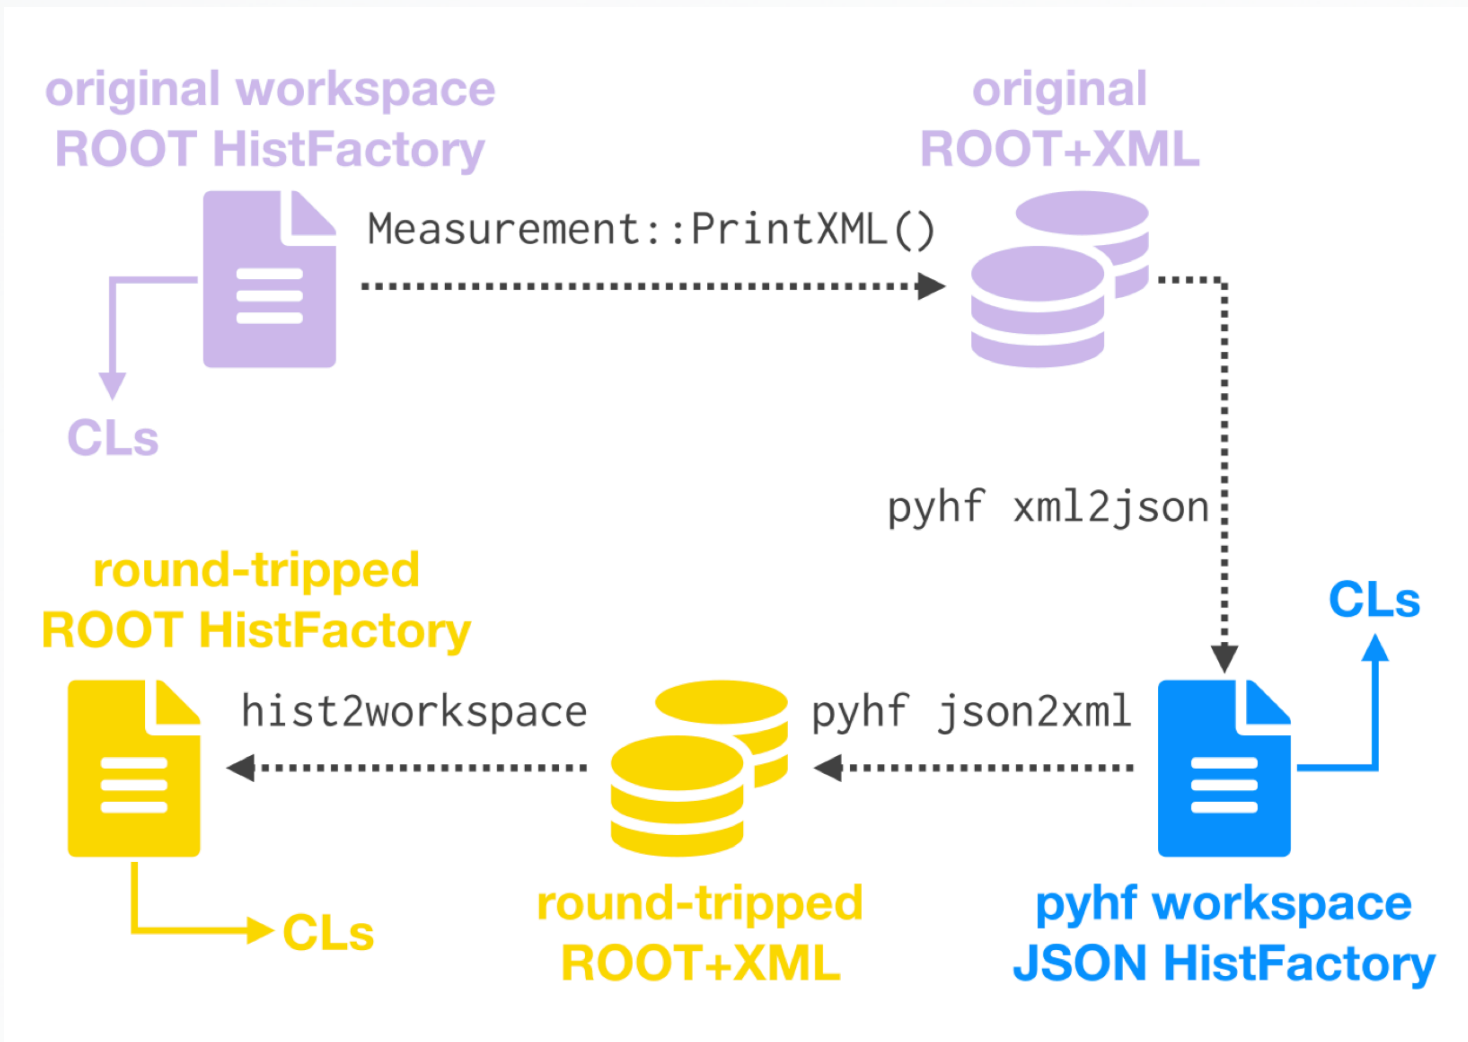 original workspace
ROOT HistFactory
original
ROOT+XML
Measurement::PrintXML()
CLs
pyhf xml2json
round-tripped
ROOT HistFactory
CLs
hist2workspace
pyhf json2xml
CLs
round-tripped
ROOT+XML
pyhf workspace
JSON HistFactory